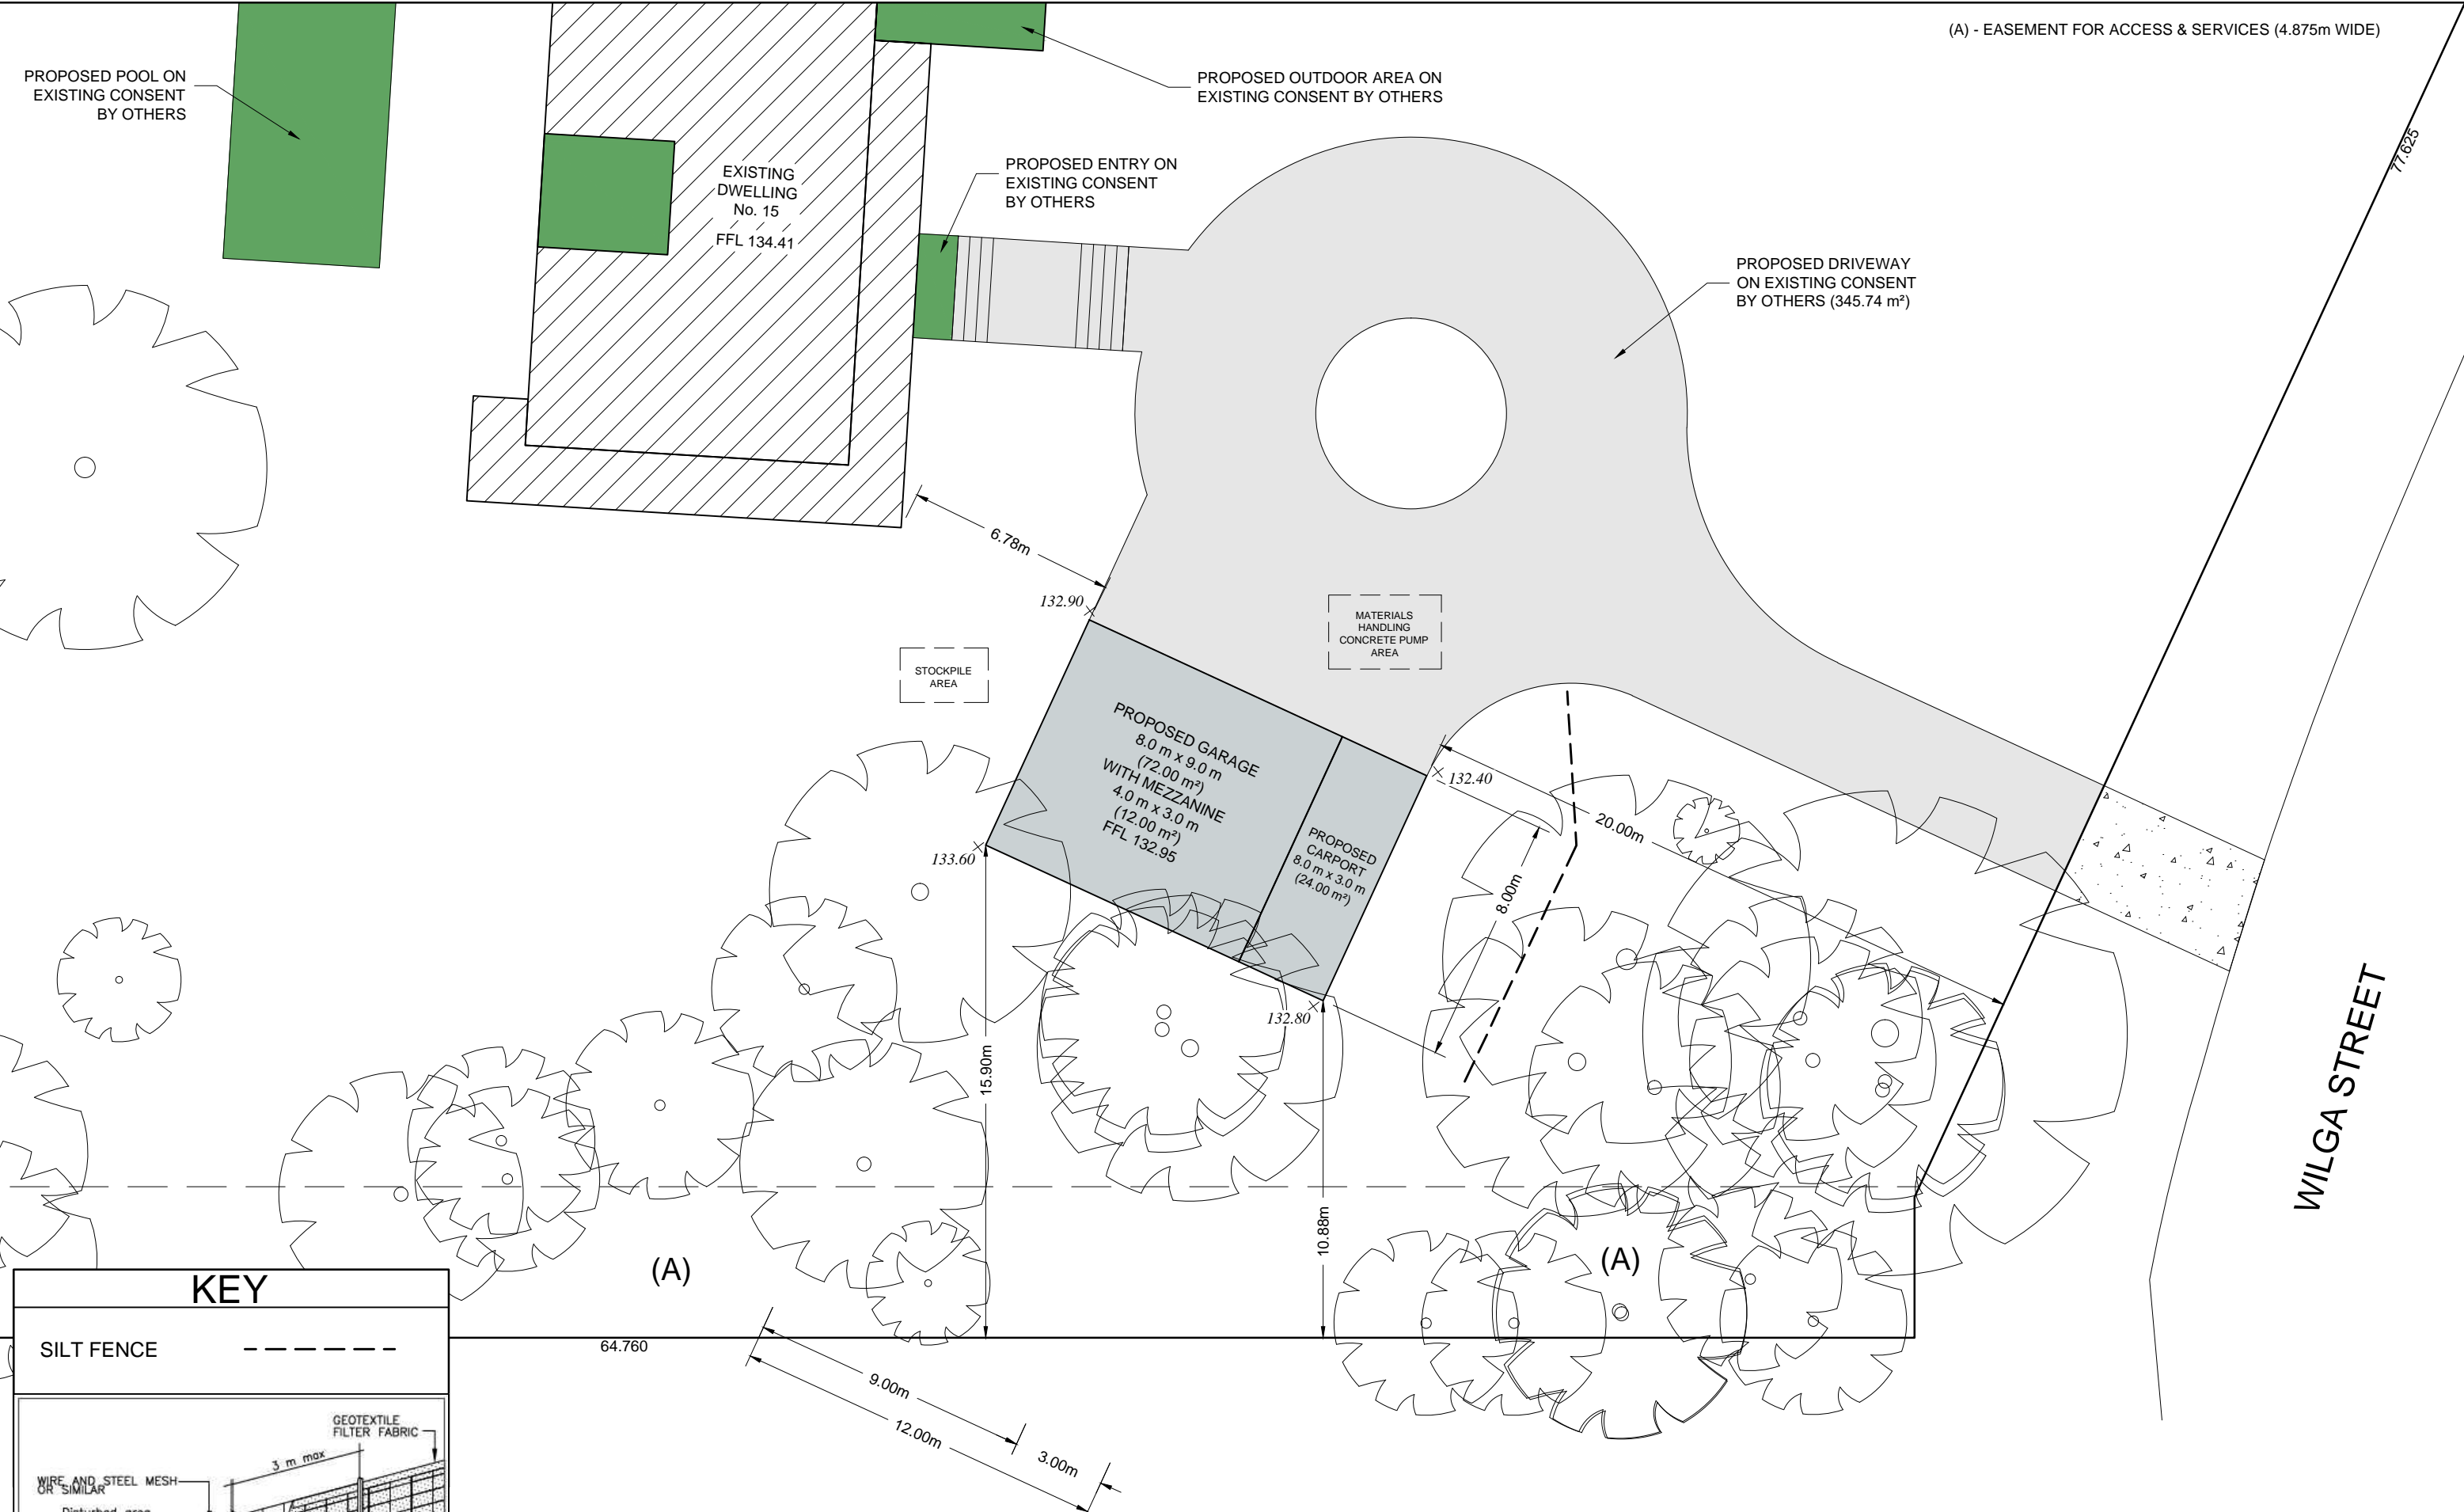 (A) - EASEMENT FOR ACCESS & SERVICES (4.875m WIDE)
PROPOSED POOL ON
EXISTING CONSENT
BY OTHERS
PROPOSED OUTDOOR AREA ON
EXISTING CONSENT BY OTHERS
77.625
EXISTING
DWELLING
No. 15
FFL 134.41
PROPOSED ENTRY ON
EXISTING CONSENT
BY OTHERS
PROPOSED DRIVEWAY
ON EXISTING CONSENT
BY OTHERS (345.74 m²)
6.78m
132.90
MATERIALS
HANDLING
CONCRETE PUMP
AREA
STOCKPILE
AREA
PROPOSED GARAGE
8.0 m x 9.0 m
(72.00 m²)
WITH MEZZANINE
4.0 m x 3.0 m
(12.00 m²)
FFL 132.95
PROPOSED
CARPORT
8.0 m x 3.0 m
(24.00 m²)
132.40
20.00m
8.00m
133.60
132.80
15.90m
10.88m
WILGA STREET
(A)
(A)
64.760
9.00m
12.00m
3.00m
KEY
SILT FENCE
GEOTEXTILE
FILTER FABRIC
3 m max
WIRE AND STEEL MESH
OR SIMILAR
Disturbed area